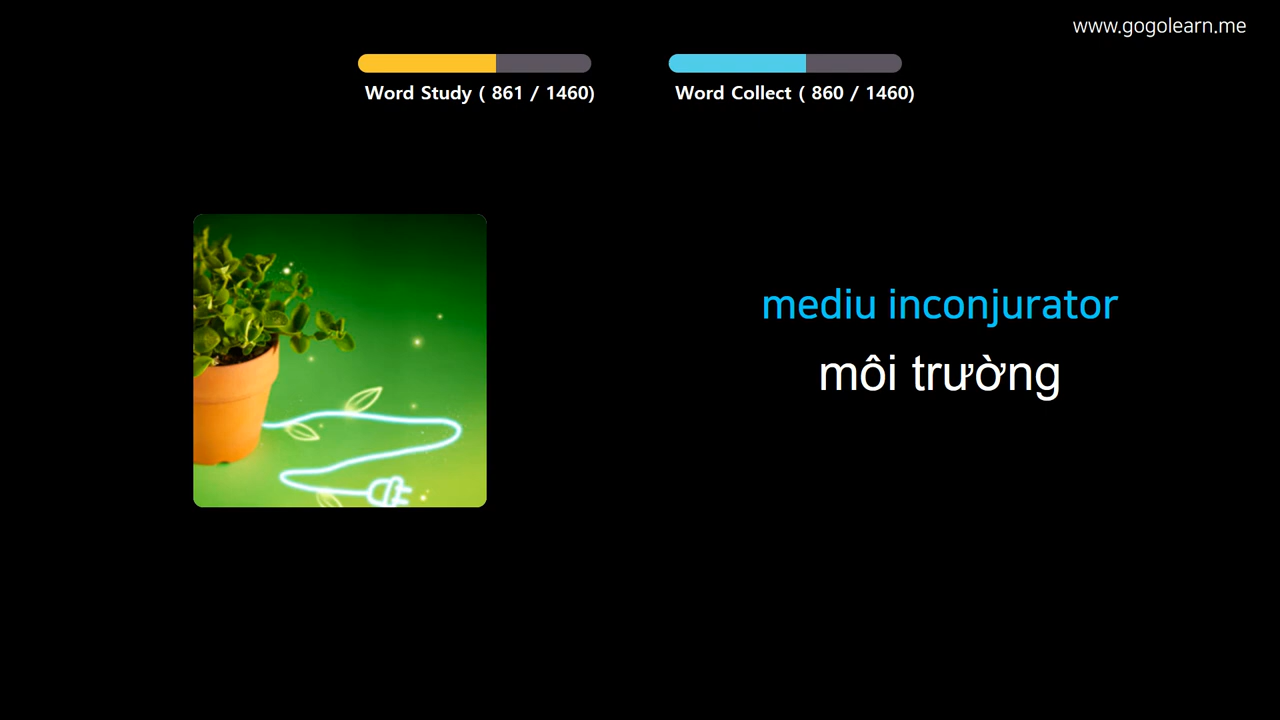 www.gogolearn.me
Word Study ( 861 / 1460)
Word Collect ( 860 / 1460)
mediu inconjurator
môi trường